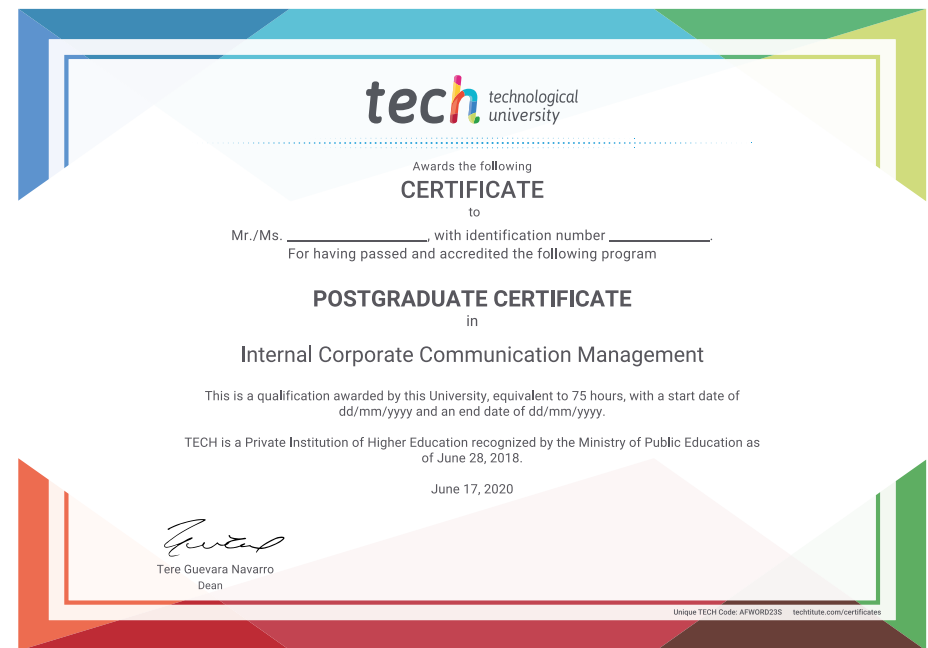 tech technological
university
Awards the following
CERTIFICATE
to
Mr./Ms. ____________, with identification number ____________.
For having passed and accredited the following program
POSTGRADUATE CERTIFICATE
in
Internal Corporate Communication Management
This is a qualification awarded by this University, equivalent to 75 hours, with a start date of
dd/mm/yyyy and an end date of dd/mm/yyyy.
TECH is a Private Institution of Higher Education recognized by the Ministry of Public Education as
of June 28, 2018.
June 17, 2020
Tere Guevara Navarro
Dean
Unique TECH Code: AFWORD23S techtitute.com/certificates